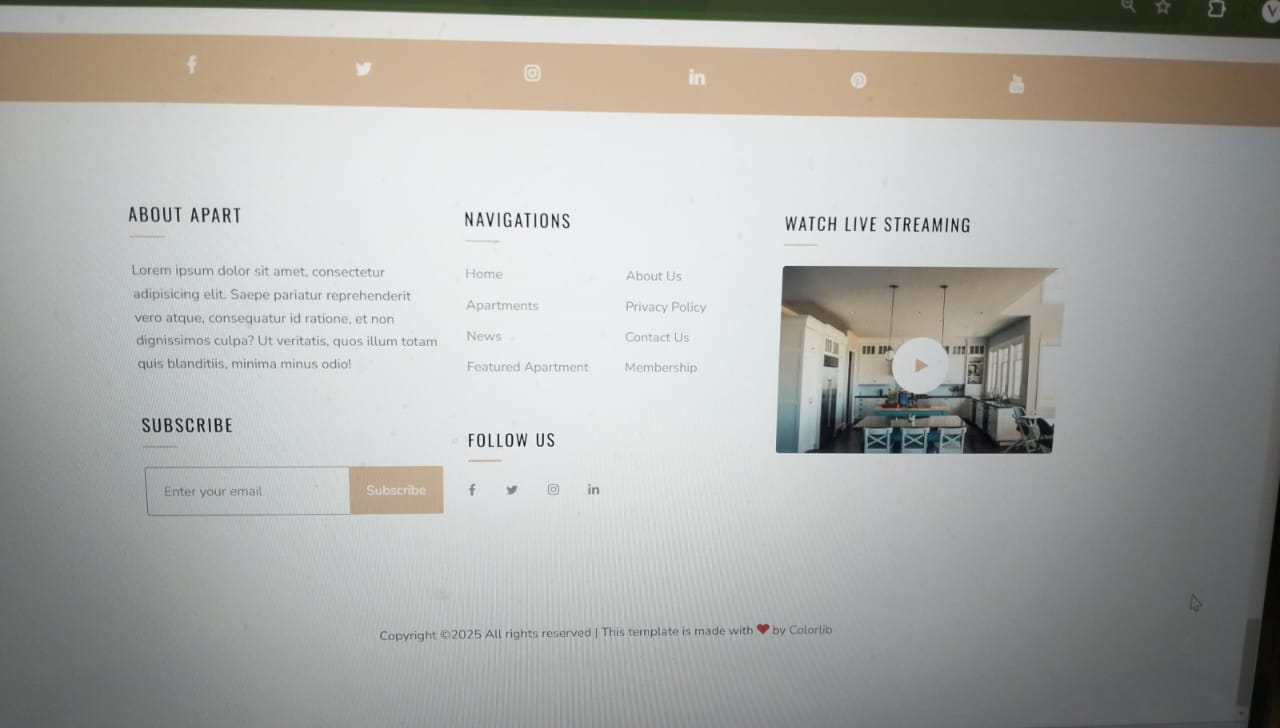 ABOUT APART
Lorem ipsum dolor sit amet, consectetur
adipisicing elit. Saepe pariatur reprehenderit
vero atque, consequatur id ratione, et non
dignissimos culpa? Ut veritatis, quos illum totam
quis blanditiis, minima minus odio!
SUBSCRIBE
Enter your email
Subscribe
NAVIGATIONS
Home
Apartments
News
Featured Apartment
About Us
Privacy Policy
Contact Us
Membership
FOLLOW US
WATCH LIVE STREAMING
Copyright ©2025 All rights reserved | This template is made with ❤ by Colorlib